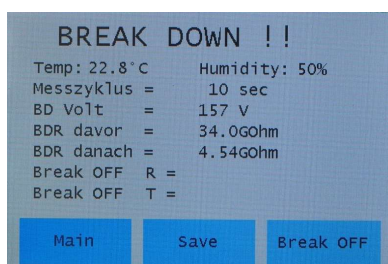 BREAK DOWN !!
Temp: 22.8°C Humidity: 50%
Messzyklus = 10 sec
BD Volt = 157 V
BDR davor = 34.0GOhm
BDR danach = 4.54GOhm
Break OFF R =
Break OFF T =
Main Save Break OFF